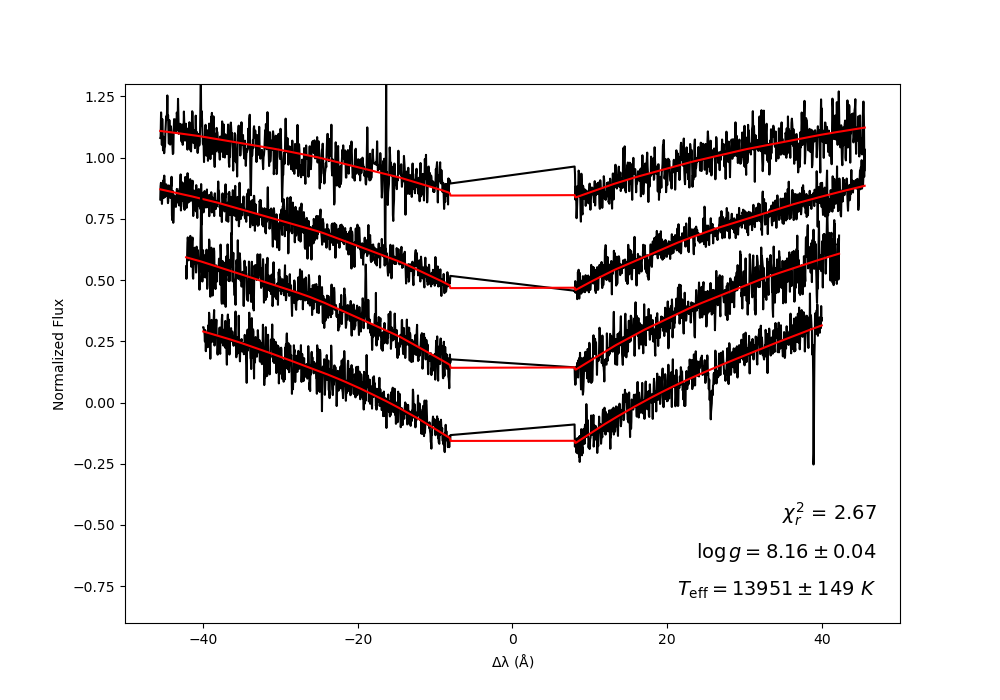 1.25
1.00
0.75
0.50
0.25
0.00
−0.25
−0.50
−0.75
Normalized Flux
χ²ᵣ = 2.67
log g = 8.16 ± 0.04
T_eff = 13951 ± 149 K
−40 −20 0 20 40
Δλ (Å)